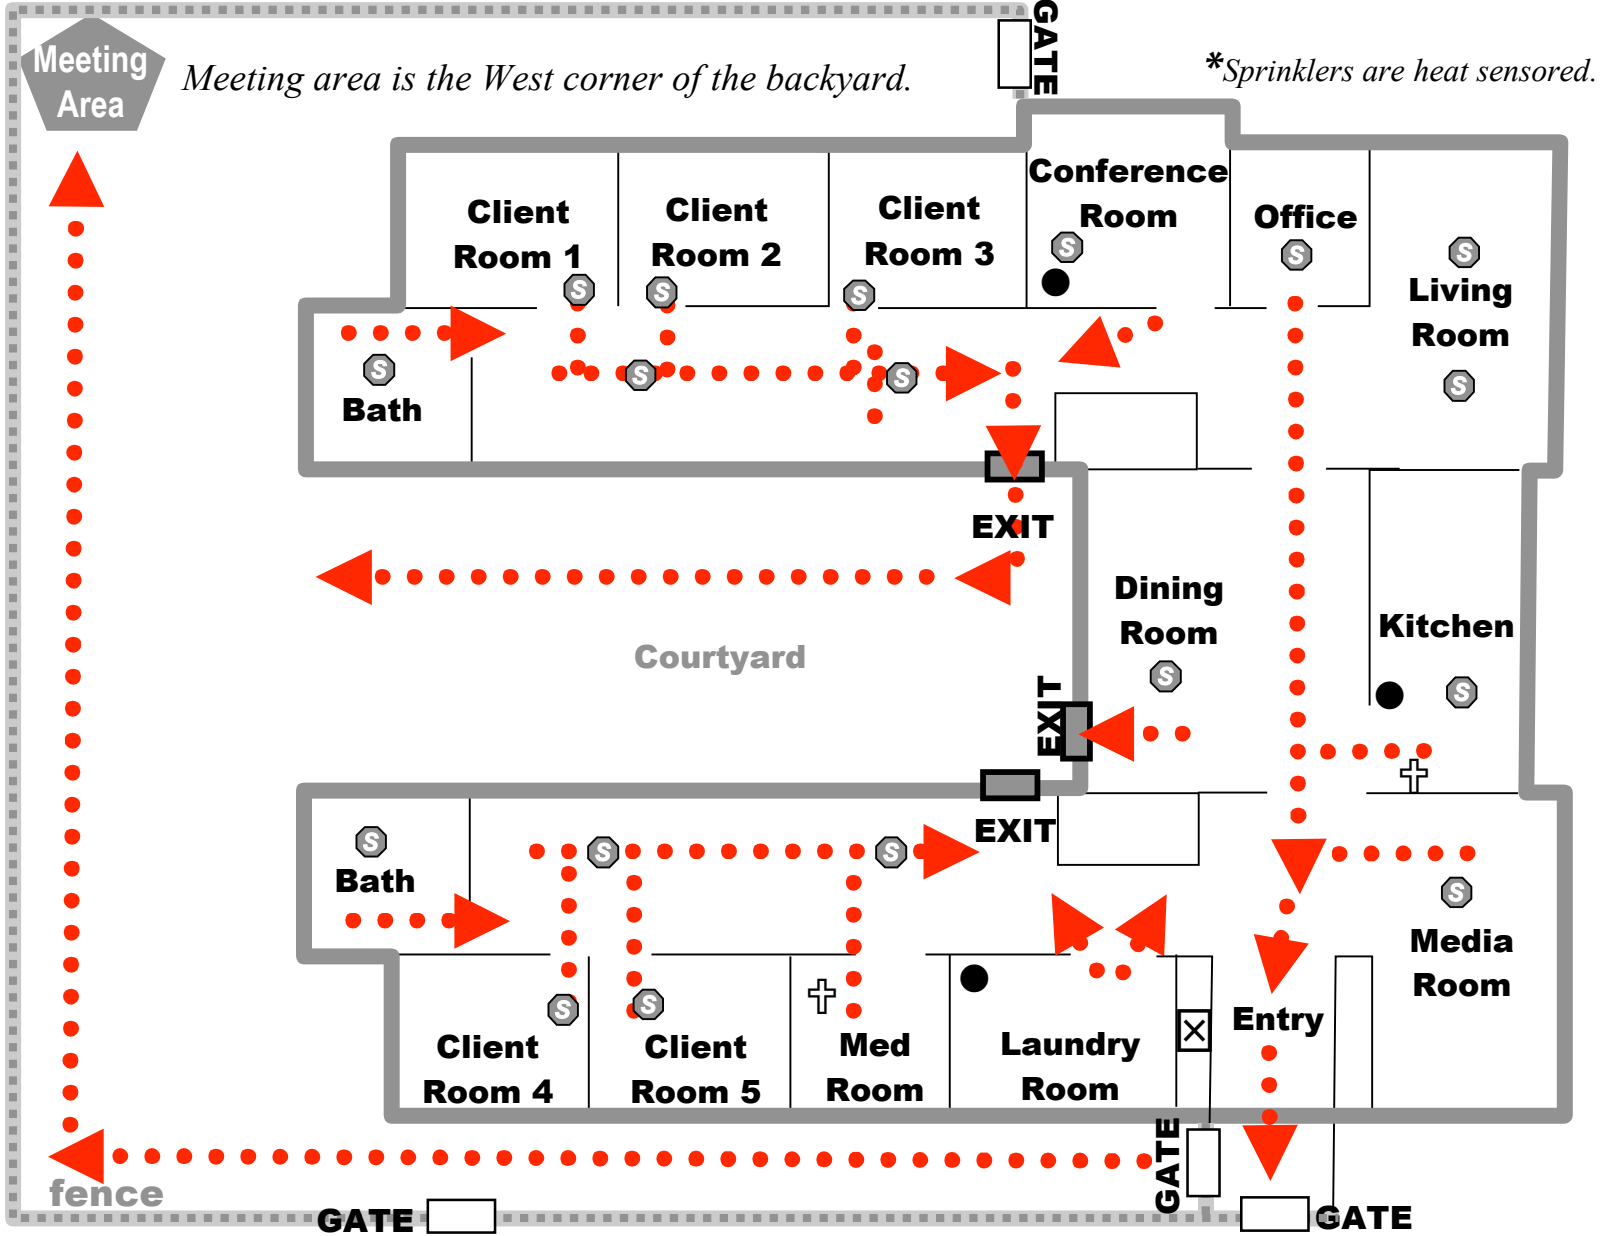 GATE
Meeting
Area
Meeting area is the West corner of the backyard.
*Sprinklers are heat sensored.
Client
Room 1
Client
Room 2
Client
Room 3
Conference
Room
Office
Living
Room
S
S
S
S
S
S
S
S
S
S
Bath
EXIT
Dining
Room
Kitchen
Courtyard
S
S
EXIT
EXIT
S
S
S
Bath
S
Media
Room
S
S
Client
Room 4
Client
Room 5
Med
Room
Laundry
Room
Entry
GATE
fence
GATE
GATE